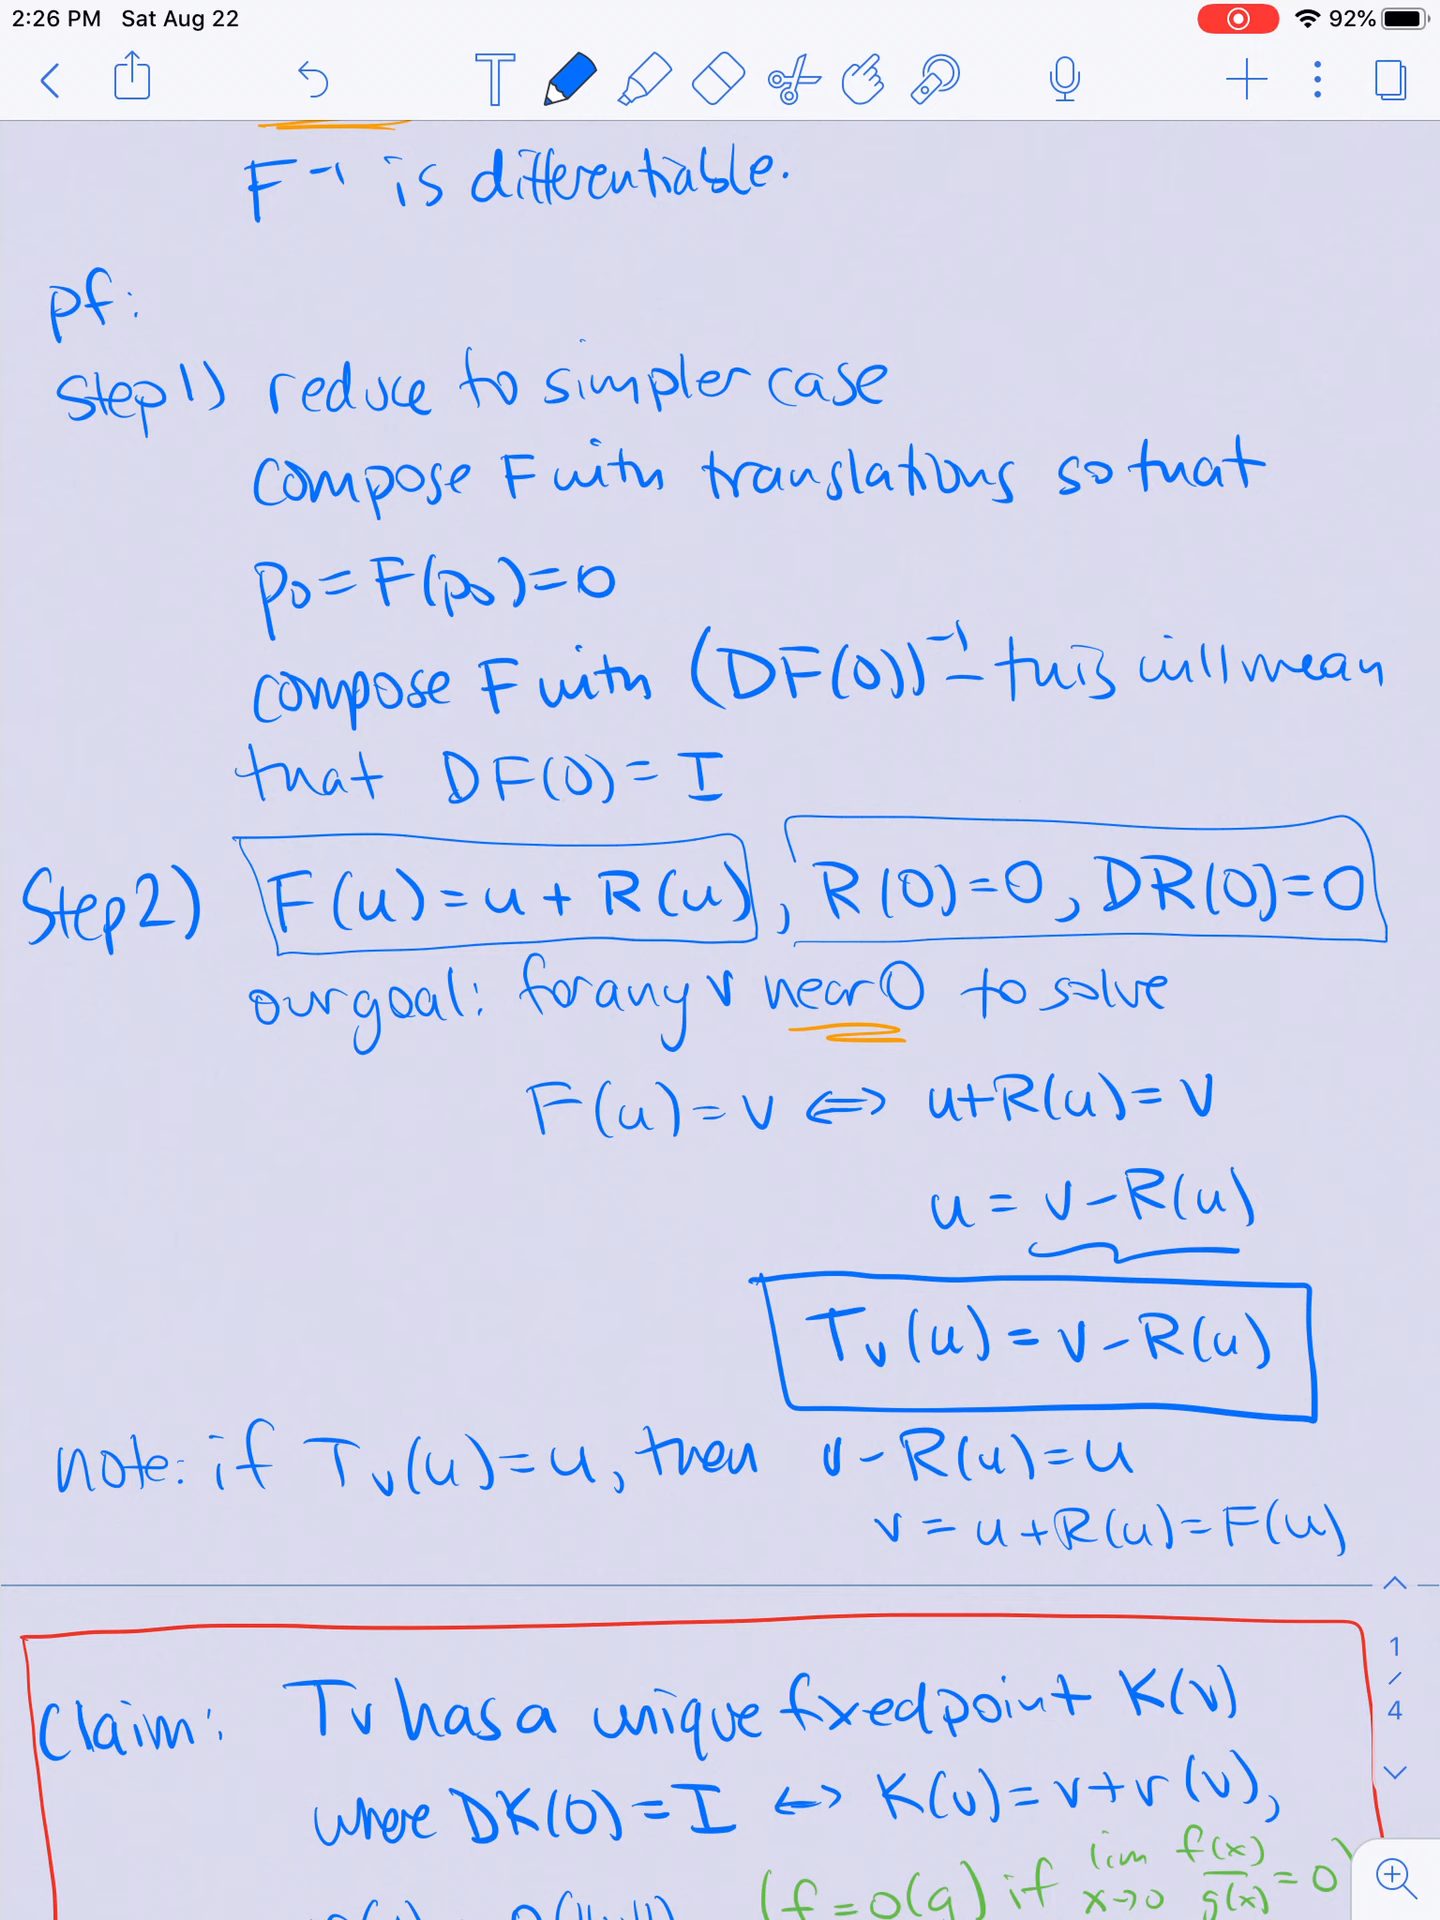 2:26 PM Sat Aug 22 92%
T
F⁻¹ is differentiable.
pf:
Step 1) reduce to simpler case
compose F with translations so that
p₀=F(p₀)=0
compose F with (DF(0))⁻¹ - this will mean
that DF(0)=I
Step 2) F(u)=u+R(u), R(0)=0, DR(0)=0
our goal: for any v near 0 to solve
F(u)=v ⟺ u+R(u)=v
u = v-R(u)
Tᵥ(u)=v-R(u)
note: if Tᵥ(u)=u, then v-R(u)=u
v=u+R(u)=F(u)
1/4
Claim: Tᵥ has a unique fixed point K(v)
where DK(0)=I ↔ K(v)=v+r(v),
(f=o(g) if lim x→0 f(x)/g(x)=0)